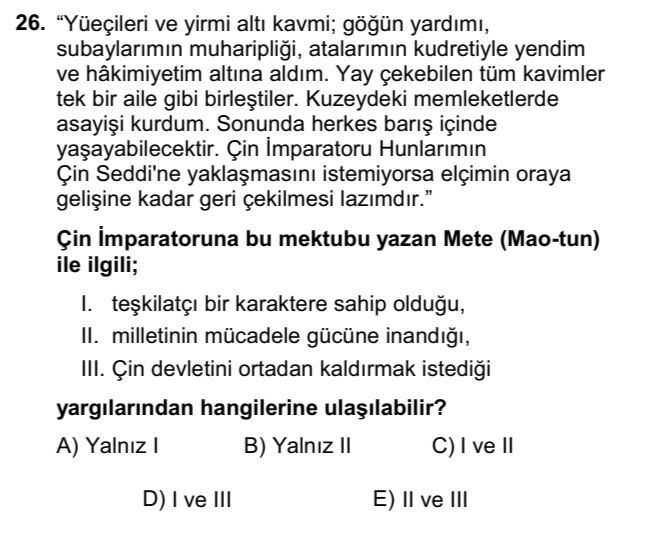 26. “Yüeçileri ve yirmi altı kavmi; göğün yardımı,
subaylarımın muharipliği, atalarımın kudretiyle yendim
ve hâkimiyetim altına aldım. Yay çekebilen tüm kavimler
tek bir aile gibi birleştiler. Kuzeydeki memleketlerde
asayişi kurdum. Sonunda herkes barış içinde
yaşayabilecektir. Çin İmparatoru Hunlarımın
Çin Seddi'ne yaklaşmasını istemiyorsa elçimin oraya
gelişine kadar geri çekilmesi lazımdır.”
Çin İmparatoruna bu mektubu yazan Mete (Mao-tun)
ile ilgili;
I. teşkilatçı bir karaktere sahip olduğu,
II. milletinin mücadele gücüne inandığı,
III. Çin devletini ortadan kaldırmak istediği
yargılarından hangilerine ulaşılabilir?
A) Yalnız I B) Yalnız II C) I ve II
D) I ve III E) II ve III